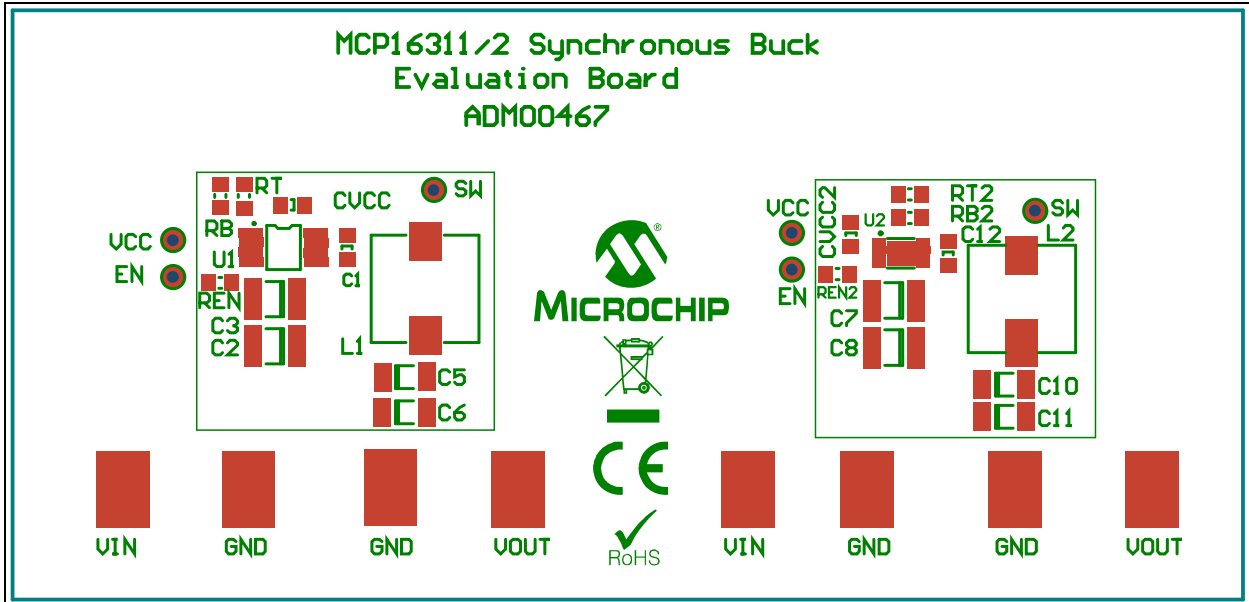 MCP16311/2 Synchronous Buck
Evaluation Board
ADM00467
RT
CVCC
SW
RB
VCC
U1
EN
C1
REN
C3
C2
L1
C5
C6
®
MICROCHIP
CVCC2
RT2
RB2
SW
VCC
U2
C12
L2
EN
REN2
C7
C8
C10
C11
CE
RoHS
VIN
GND
GND
VOUT
VIN
GND
GND
VOUT